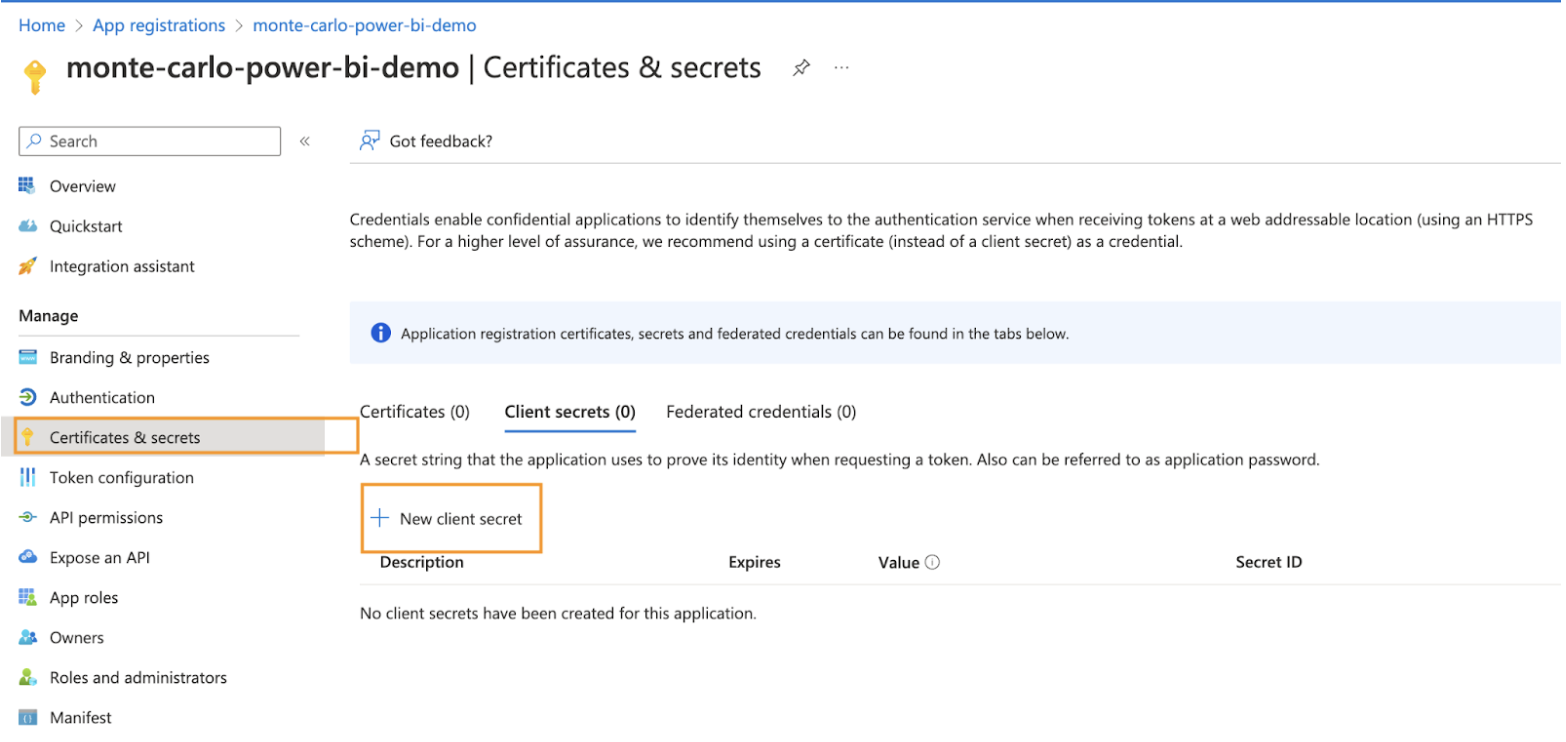 Home > App registrations > monte-carlo-power-bi-demo
monte-carlo-power-bi-demo | Certificates & secrets
Search
Overview
Quickstart
Integration assistant
Manage
Branding & properties
Authentication
Certificates & secrets
Token configuration
API permissions
Expose an API
App roles
Owners
Roles and administrators
Manifest
Got feedback?
Credentials enable confidential applications to identify themselves to the authentication service when receiving tokens at a web addressable location (using an HTTPS
scheme). For a higher level of assurance, we recommend using a certificate (instead of a client secret) as a credential.
Application registration certificates, secrets and federated credentials can be found in the tabs below.
Certificates (0) Client secrets (0) Federated credentials (0)
A secret string that the application uses to prove its identity when requesting a token. Also can be referred to as application password.
New client secret
Description Expires Value Secret ID
No client secrets have been created for this application.